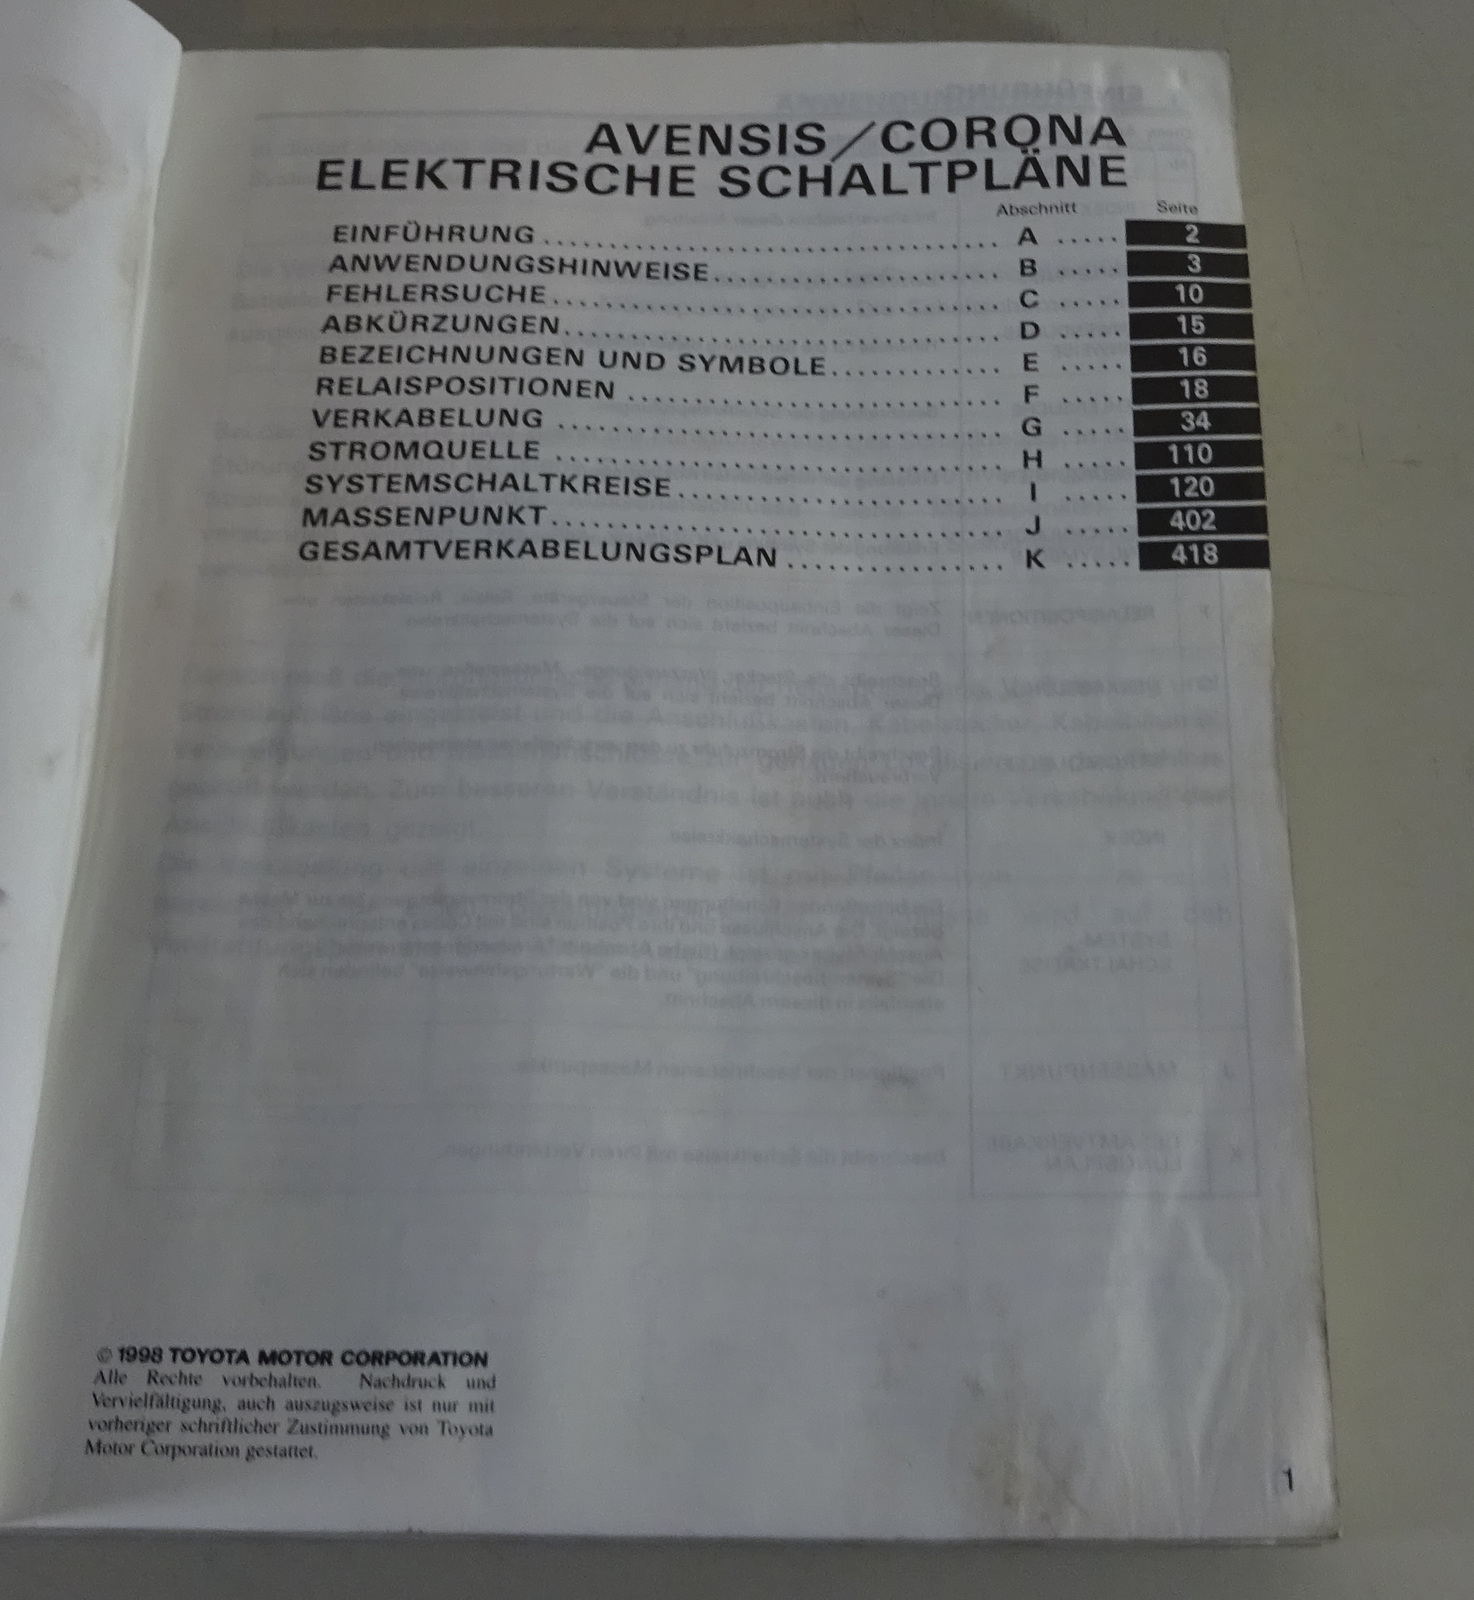 AVENSIS/CORONA
ELEKTRISCHE SCHALTPLÄNE
Abschnitt Seite
EINFÜHRUNG A 2
ANWENDUNGSHINWEISE B 3
FEHLERSUCHE C 10
ABKÜRZUNGEN D 15
BEZEICHNUNGEN UND SYMBOLE E 16
RELAISPOSITIONEN F 18
VERKABELUNG G 34
STROMQUELLE H 110
SYSTEMSCHALTKREISE I 120
MASSENPUNKT J 402
GESAMTVERKABELUNGSPLAN K 418
© 1998 TOYOTA MOTOR CORPORATION
Alle Rechte vorbehalten. Nachdruck und
Vervielfältigung, auch auszugsweise ist nur mit
vorheriger schriftlicher Zustimmung von Toyota
Motor Corporation gestattet.
1